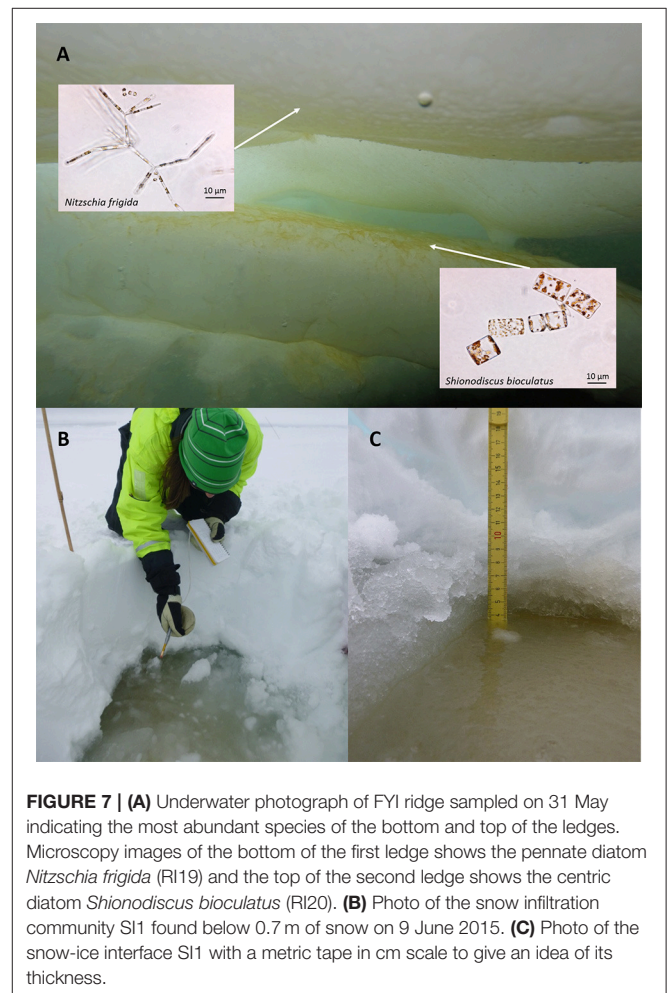 A
10 µm
Nitzschia frigida
10 µm
Shionodiscus bioculatus
B
C
10
FIGURE 7 | (A) Underwater photograph of FYI ridge sampled on 31 May
indicating the most abundant species of the bottom and top of the ledges.
Microscopy images of the bottom of the first ledge shows the pennate diatom
Nitzschia frigida (RI19) and the top of the second ledge shows the centric
diatom Shionodiscus bioculatus (RI20). (B) Photo of the snow infiltration
community SI1 found below 0.7 m of snow on 9 June 2015. (C) Photo of the
snow-ice interface SI1 with a metric tape in cm scale to give an idea of its
thickness.